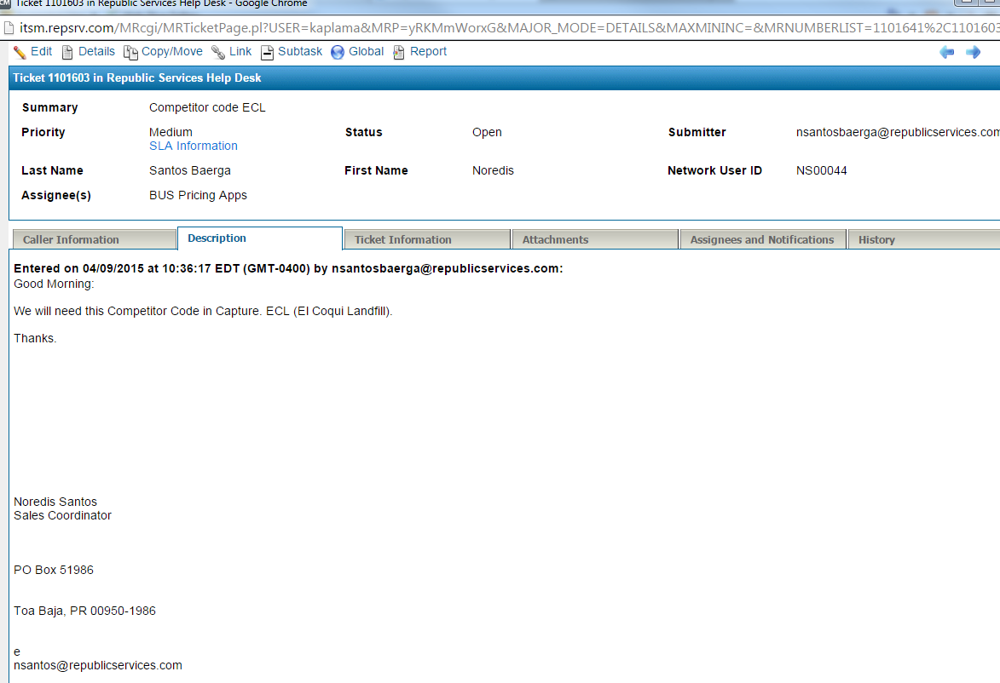 Ticket 1101603 in Republic Services Help Desk - Google Chrome
itsm.repsrv.com/MRcgi/MRTicketPage.pl?USER=kaplama&MRP=yRKMmWorxG&MAJOR_MODE=DETAILS&MAXMININC=&MRNUMBERLIST=1101641%2C1101603
Edit Details Copy/Move Link Subtask Global Report
Ticket 1101603 in Republic Services Help Desk
Summary Competitor code ECL
Priority Medium Status Open Submitter nsantosbaerga@republicservices.com
SLA Information
Last Name Santos Baerga First Name Noredis Network User ID NS00044
Assignee(s) BUS Pricing Apps
Caller Information Description Ticket Information Attachments Assignees and Notifications History
Entered on 04/09/2015 at 10:36:17 EDT (GMT-0400) by nsantosbaerga@republicservices.com:
Good Morning:
We will need this Competitor Code in Capture. ECL (El Coqui Landfill).
Thanks.
Noredis Santos
Sales Coordinator
PO Box 51986
Toa Baja, PR 00950-1986
e
nsantos@republicservices.com